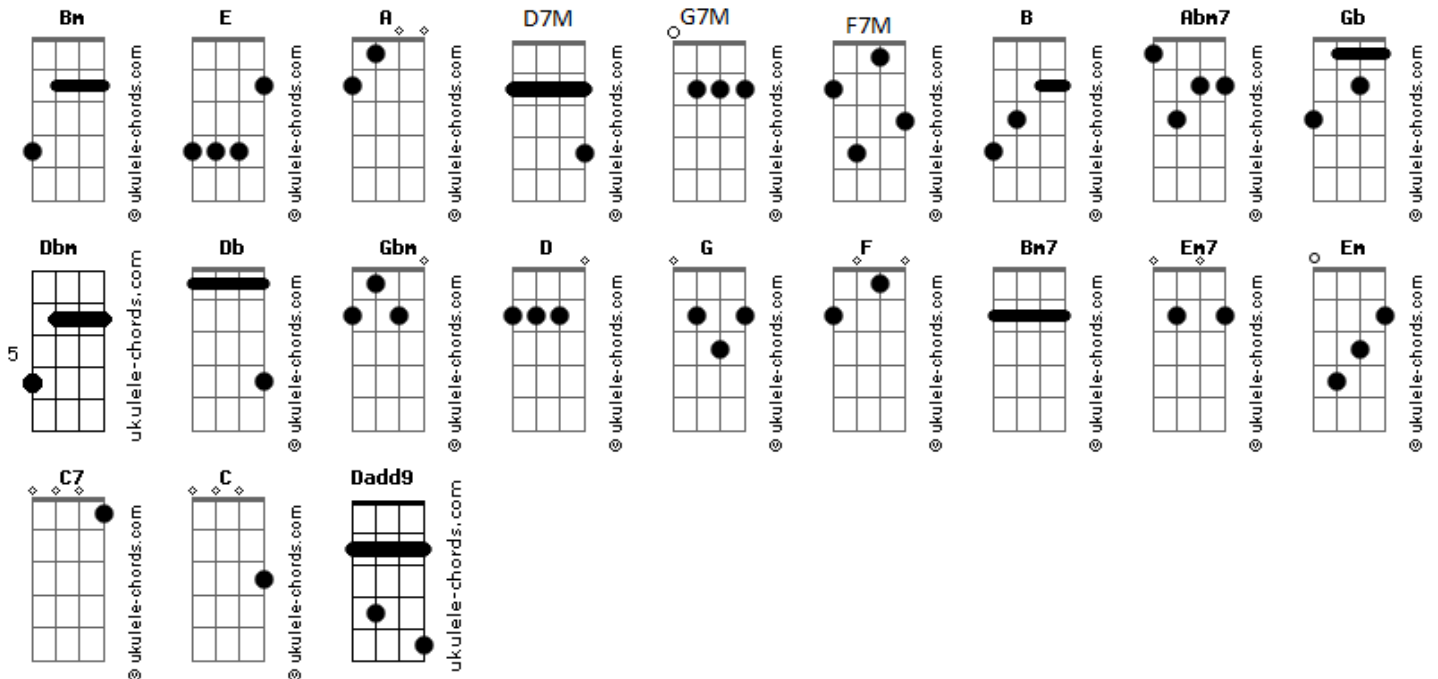 Bm E A D7M G7M F7M B Abm7 Gb
© ukulele-chords.com © ukulele-chords.com © ukulele-chords.com © ukulele-chords.com © ukulele-chords.com © ukulele-chords.com © ukulele-chords.com © ukulele-chords.com © ukulele-chords.com
Dbm Db Gbm D G F Bm7 Em7 Em
5
ukulele-chords.com © ukulele-chords.com © ukulele-chords.com © ukulele-chords.com © ukulele-chords.com © ukulele-chords.com © ukulele-chords.com © ukulele-chords.com © ukulele-chords.com
C7 C Dadd9
© ukulele-chords.com © ukulele-chords.com ukulele-chords.com